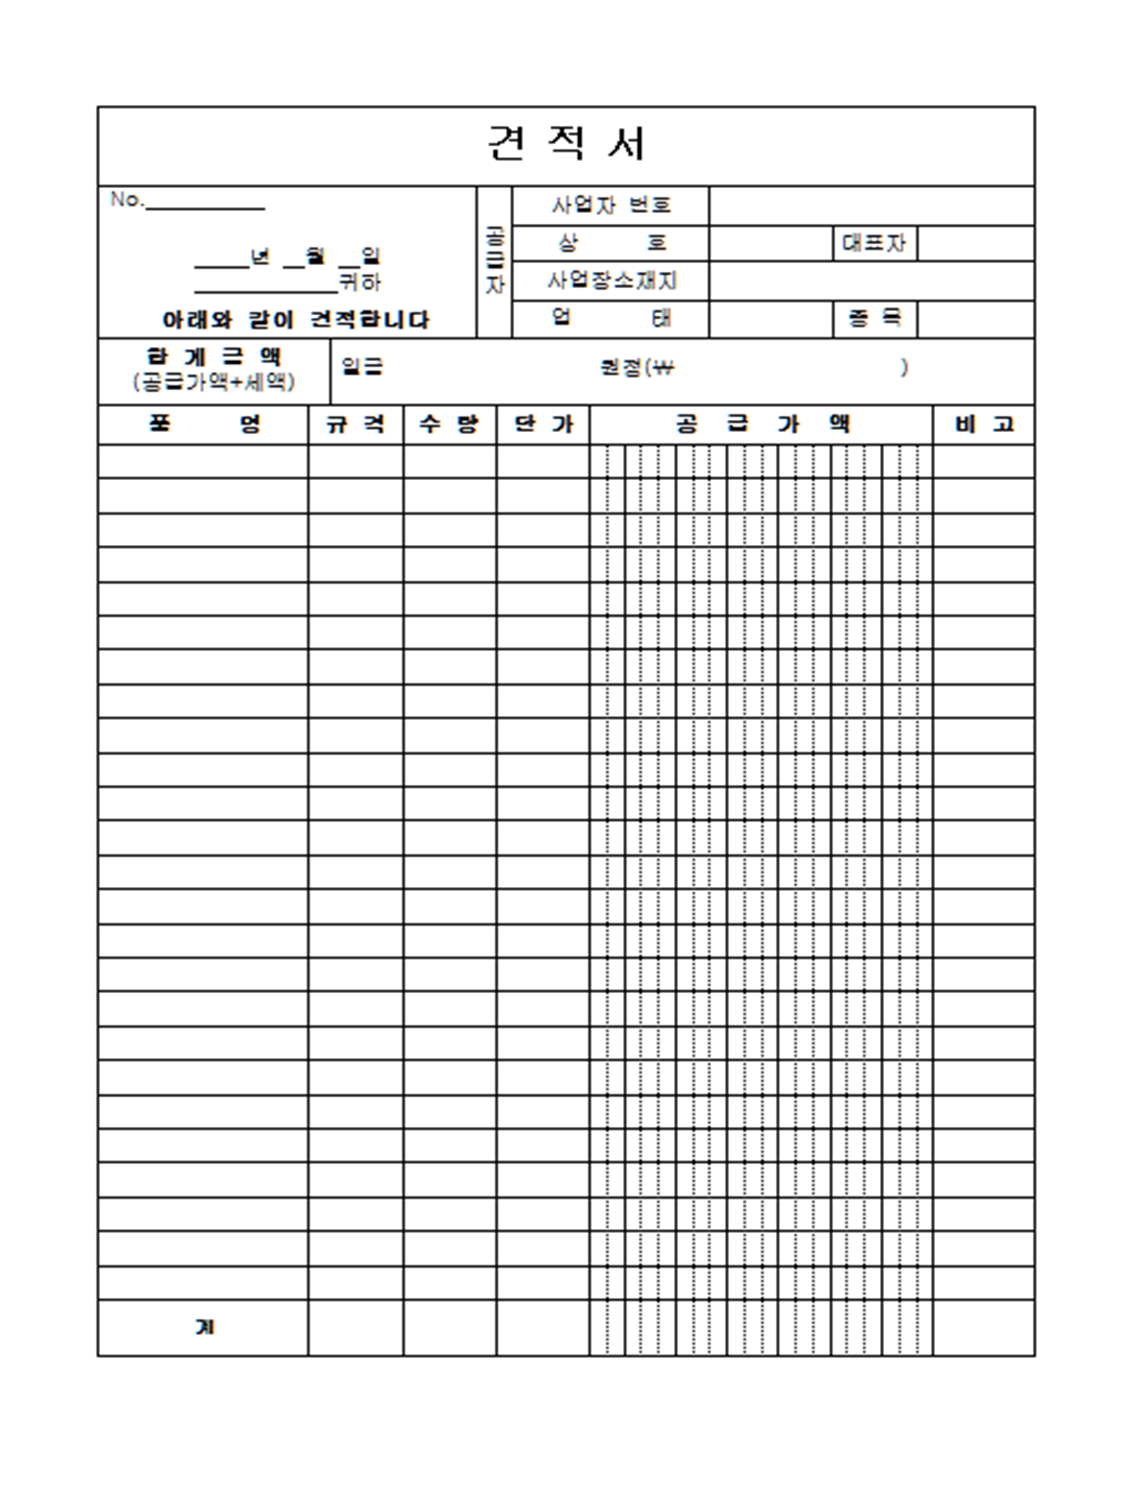 견 적 서
No.__________
____년 __월 __일
____________귀하
아래와 같이 견적합니다
공급자
사업자 번호
상 호 대표자
사업장소재지
업 태 종 목
합 계 금 액
(공급가액+세액)
일금 원정(₩ )
품 명 규 격 수 량 단 가 공 급 가 액 비 고
계